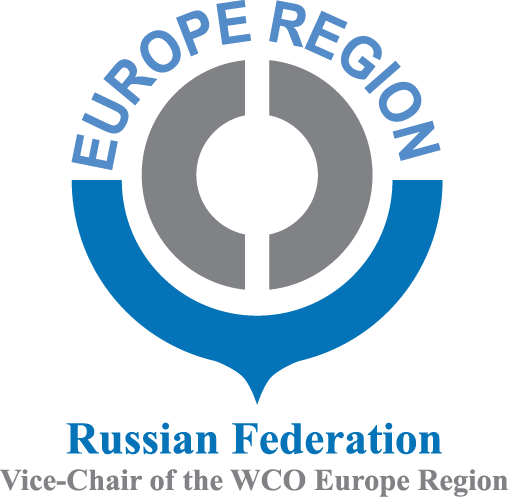 EUROPE REGION
Russian Federation
Vice-Chair of the WCO Europe Region